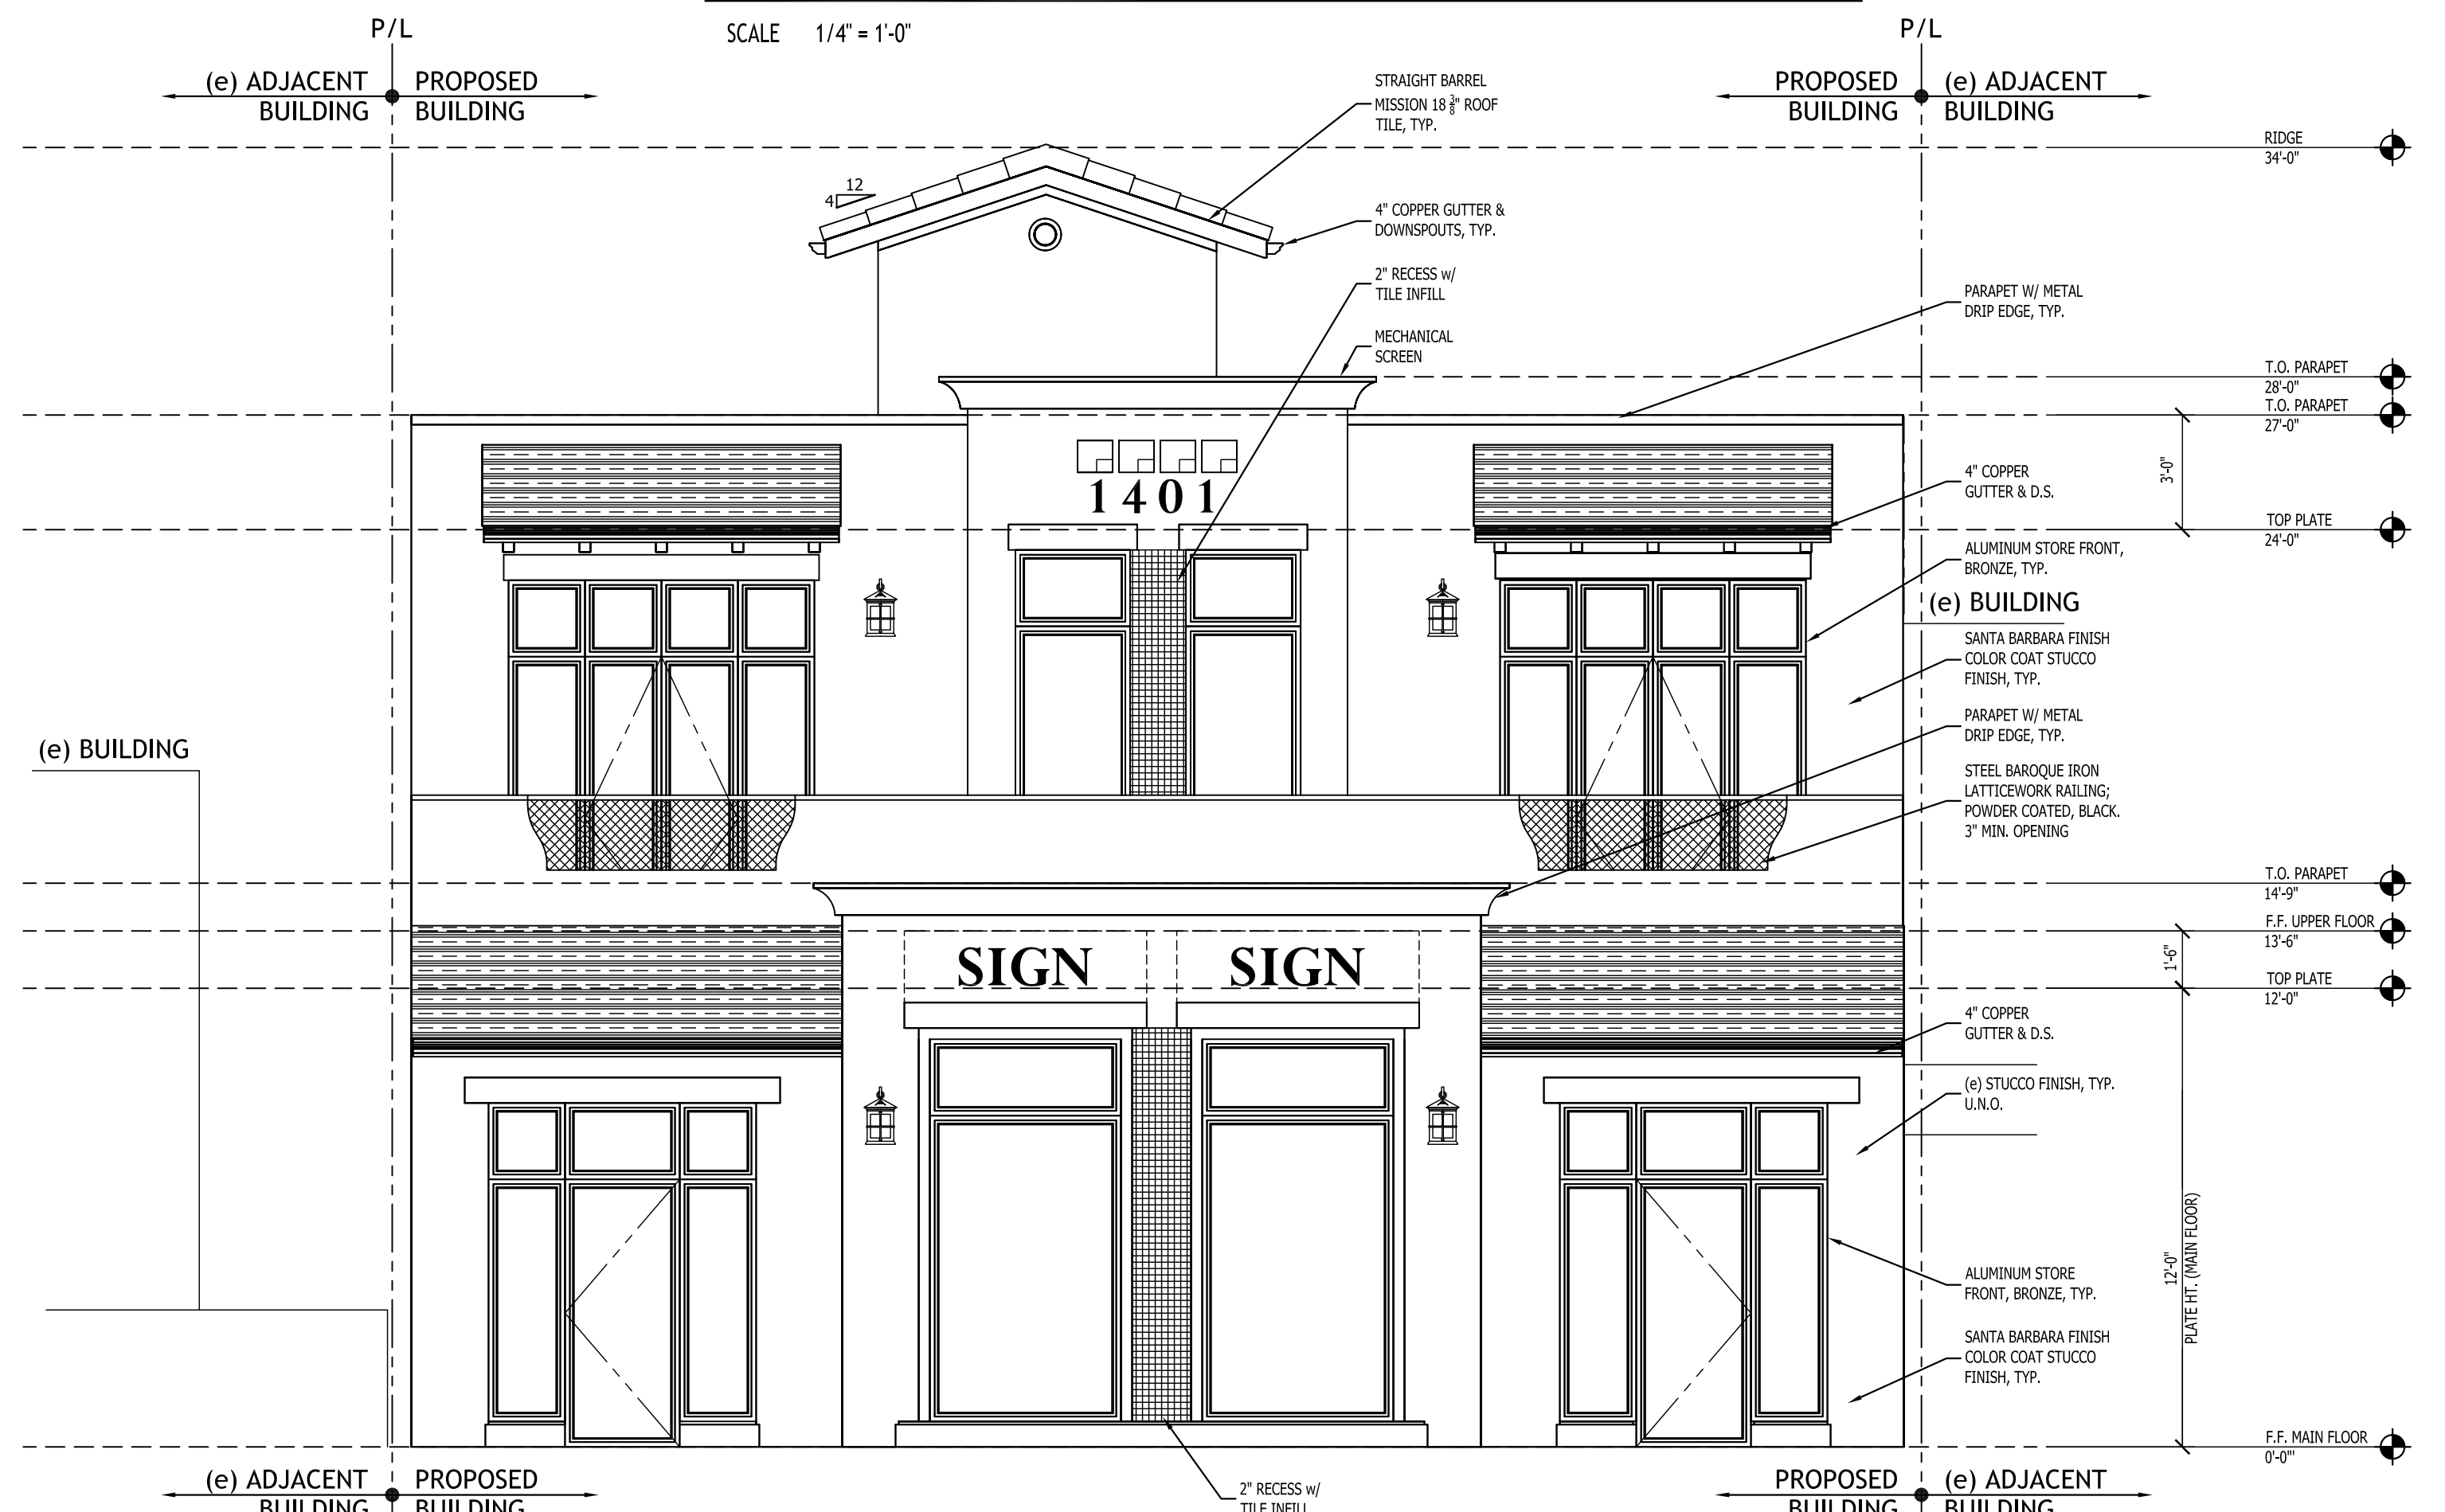 SCALE 1/4" = 1'-0"
P/L
P/L
(e) ADJACENT
BUILDING
PROPOSED
BUILDING
PROPOSED
BUILDING
(e) ADJACENT
BUILDING
STRAIGHT BARREL
MISSION 18 3/8" ROOF
TILE, TYP.
RIDGE
34'-0"
12
4
4" COPPER GUTTER &
DOWNSPOUTS, TYP.
2" RECESS w/
TILE INFILL
PARAPET W/ METAL
DRIP EDGE, TYP.
MECHANICAL
SCREEN
T.O. PARAPET
28'-0"
T.O. PARAPET
27'-0"
3'-0"
4" COPPER
GUTTER & D.S.
1401
TOP PLATE
24'-0"
ALUMINUM STORE FRONT,
BRONZE, TYP.
(e) BUILDING
SANTA BARBARA FINISH
COLOR COAT STUCCO
FINISH, TYP.
PARAPET W/ METAL
DRIP EDGE, TYP.
(e) BUILDING
STEEL BAROQUE IRON
LATTICEWORK RAILING;
POWDER COATED, BLACK.
3" MIN. OPENING
T.O. PARAPET
14'-9"
F.F. UPPER FLOOR
13'-6"
1'-6"
SIGN
SIGN
TOP PLATE
12'-0"
4" COPPER
GUTTER & D.S.
(e) STUCCO FINISH, TYP.
U.N.O.
12'-0"
PLATE HT. (MAIN FLOOR)
ALUMINUM STORE
FRONT, BRONZE, TYP.
SANTA BARBARA FINISH
COLOR COAT STUCCO
FINISH, TYP.
F.F. MAIN FLOOR
0'-0'"
(e) ADJACENT
BUILDING
PROPOSED
BUILDING
2" RECESS w/
TILE INFILL
PROPOSED
BUILDING
(e) ADJACENT
BUILDING